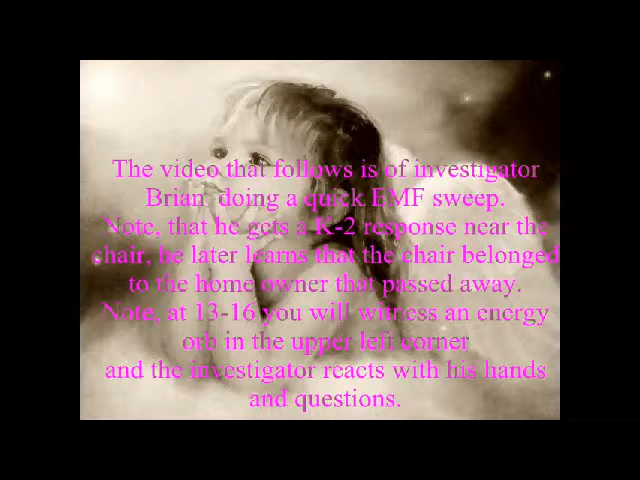 The video that follows is of investigator
Brian doing a quick EMF sweep.
Note, that he gets a K-2 response near the
chair, he later learns that the chair belonged
to the home owner that passed away.
Note, at 13-16 you will witness an energy
orb in the upper left corner
and the investigator reacts with his hands
and questions.